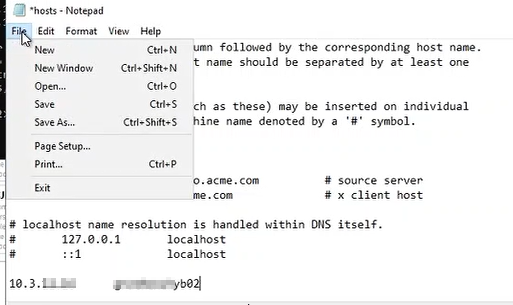 *hosts - Notepad
File Edit Format View Help
New Ctrl+N
New Window Ctrl+Shift+N
Open... Ctrl+O
Save Ctrl+S
Save As... Ctrl+Shift+S
Page Setup...
Print... Ctrl+P
Exit
umn followed by the corresponding host name.
t name should be separated by at least one
ch as these) may be inserted on individual
hine name denoted by a '#' symbol.
o.acme.com # source server
me.com # x client host
# localhost name resolution is handled within DNS itself.
# 127.0.0.1 localhost
# ::1 localhost
10.3. yb02